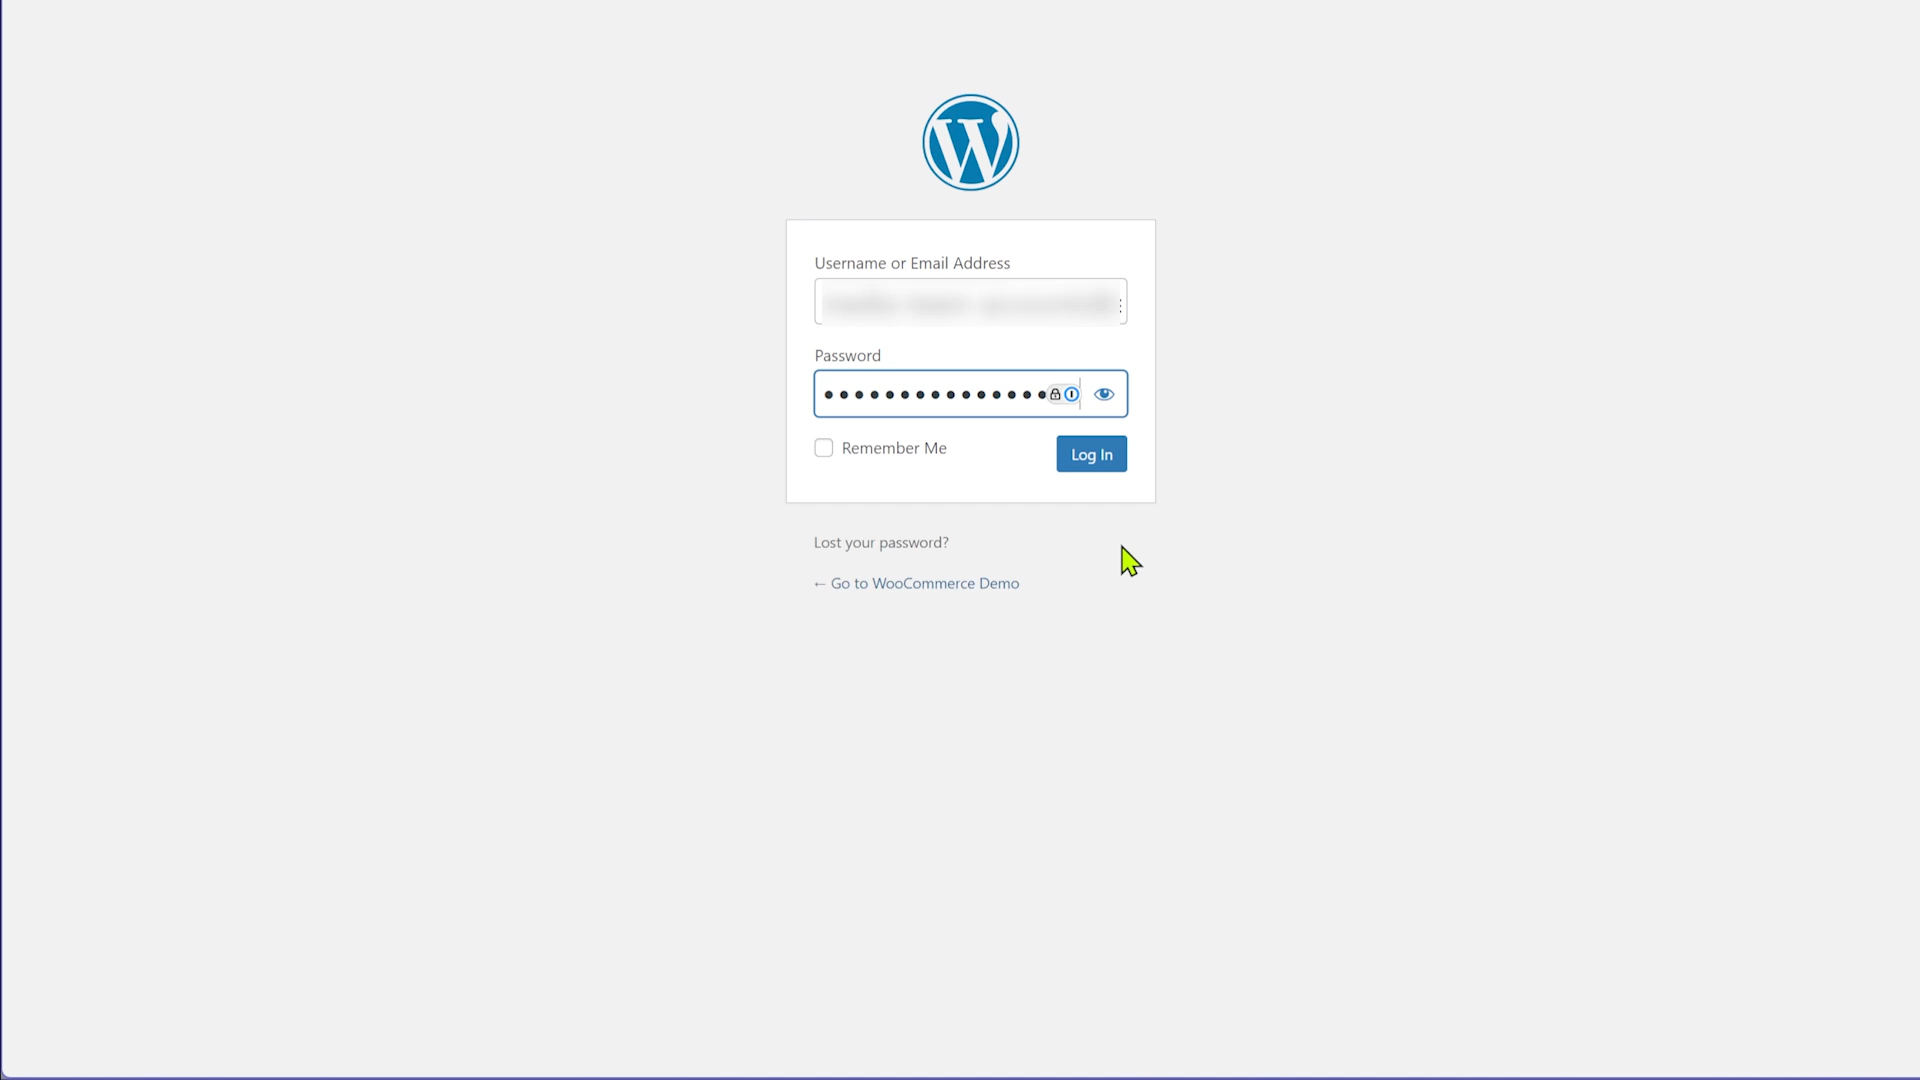 Username or Email Address
Password
Remember Me
Log In
Lost your password?
← Go to WooCommerce Demo